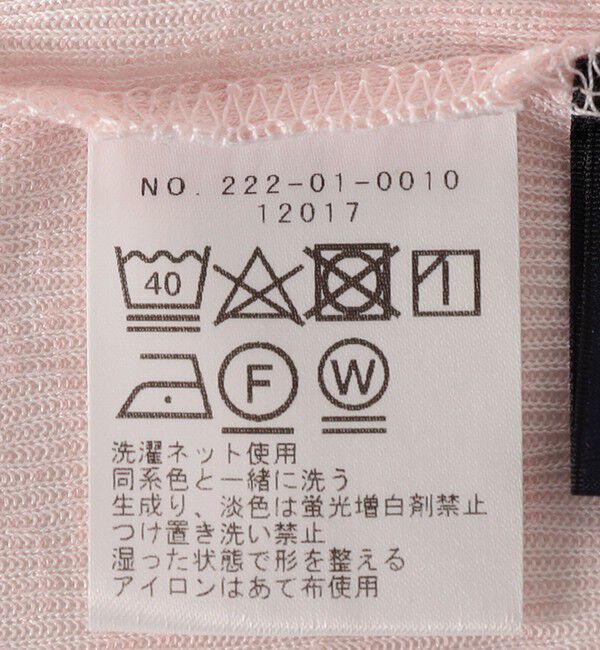 NO. 222-01-0010
12017
40
F W
洗濯ネット使用
同系色と一緒に洗う
生成り、淡色は蛍光増白剤禁止
つけ置き洗い禁止
湿った状態で形を整える
アイロンはあて布使用